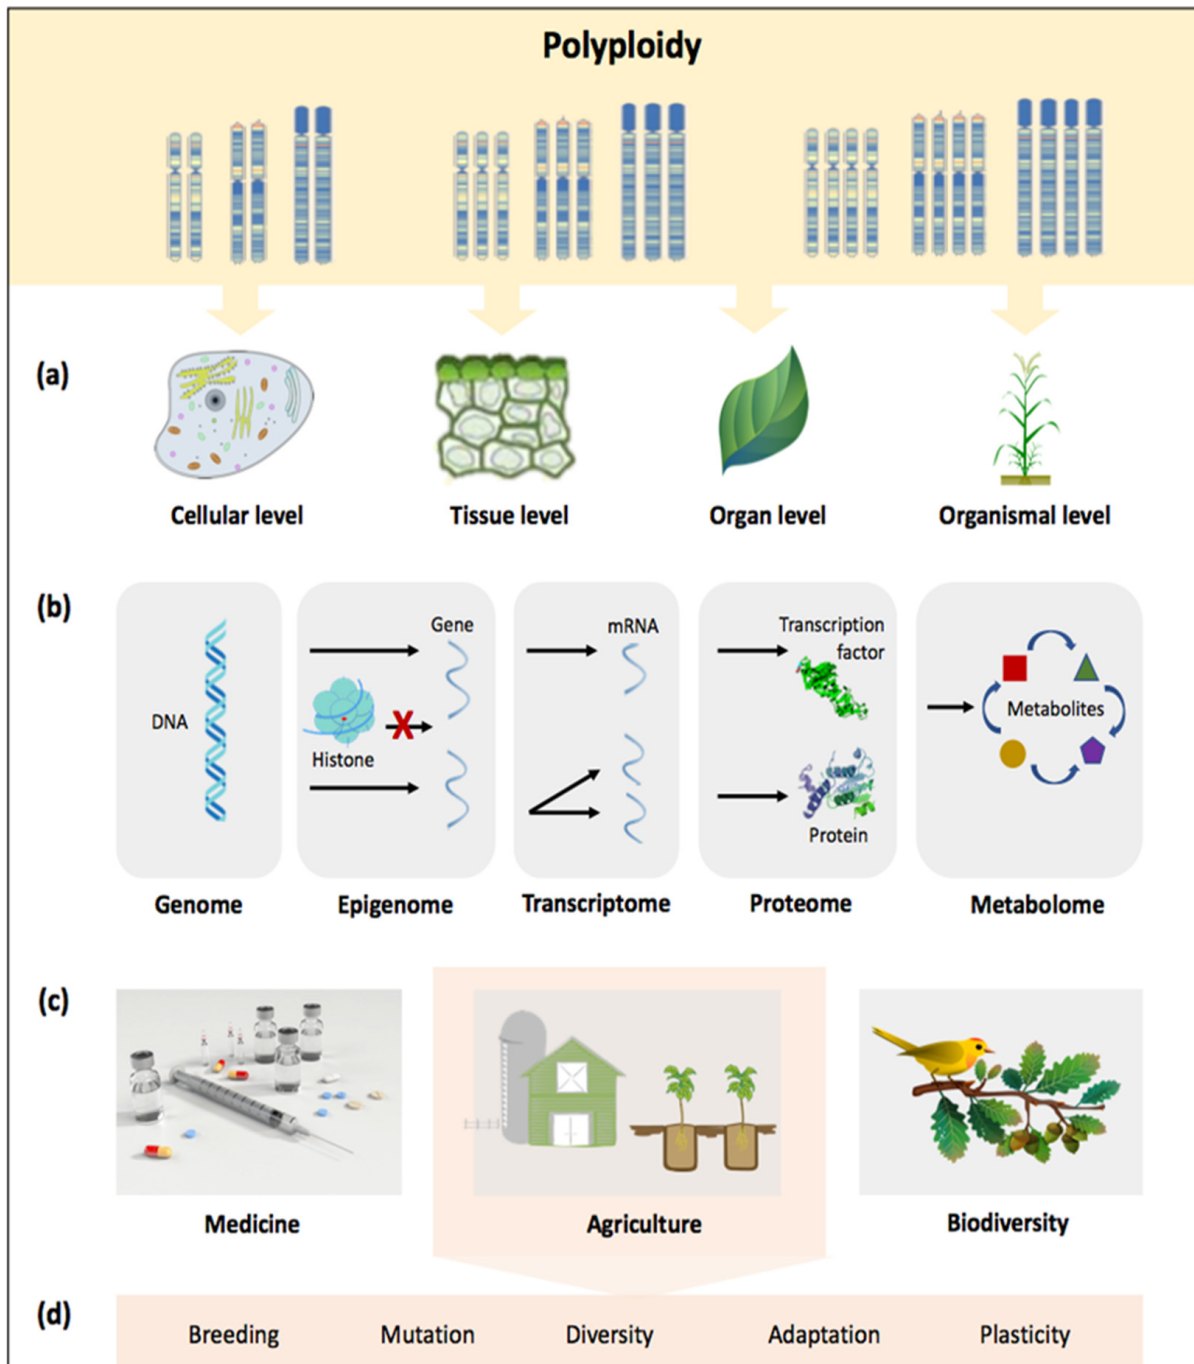 Polyploidy
(a)
Cellular level
Tissue level
Organ level
Organismal level
(b)
DNA
Genome
Gene
Histone
X
Epigenome
mRNA
Transcriptome
Transcription
factor
Protein
Proteome
Metabolites
Metabolome
(c)
Medicine
Agriculture
Biodiversity
(d)
Breeding
Mutation
Diversity
Adaptation
Plasticity